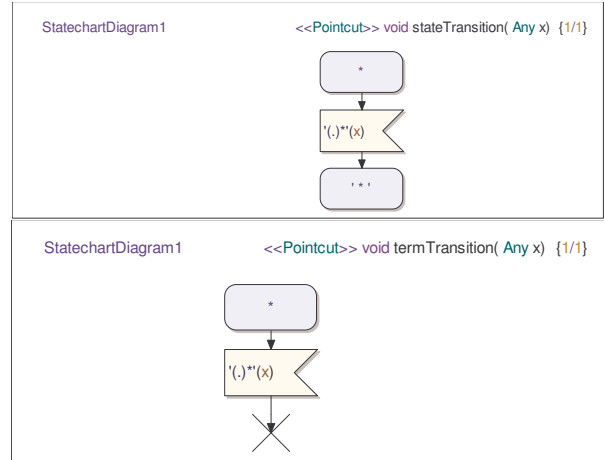 StatechartDiagram1 <<Pointcut>> void stateTransition( Any x) {1/1}
*
'(.)*'(x)
' * '
StatechartDiagram1 <<Pointcut>> void termTransition( Any x) {1/1}
*
'(.)*'(x)